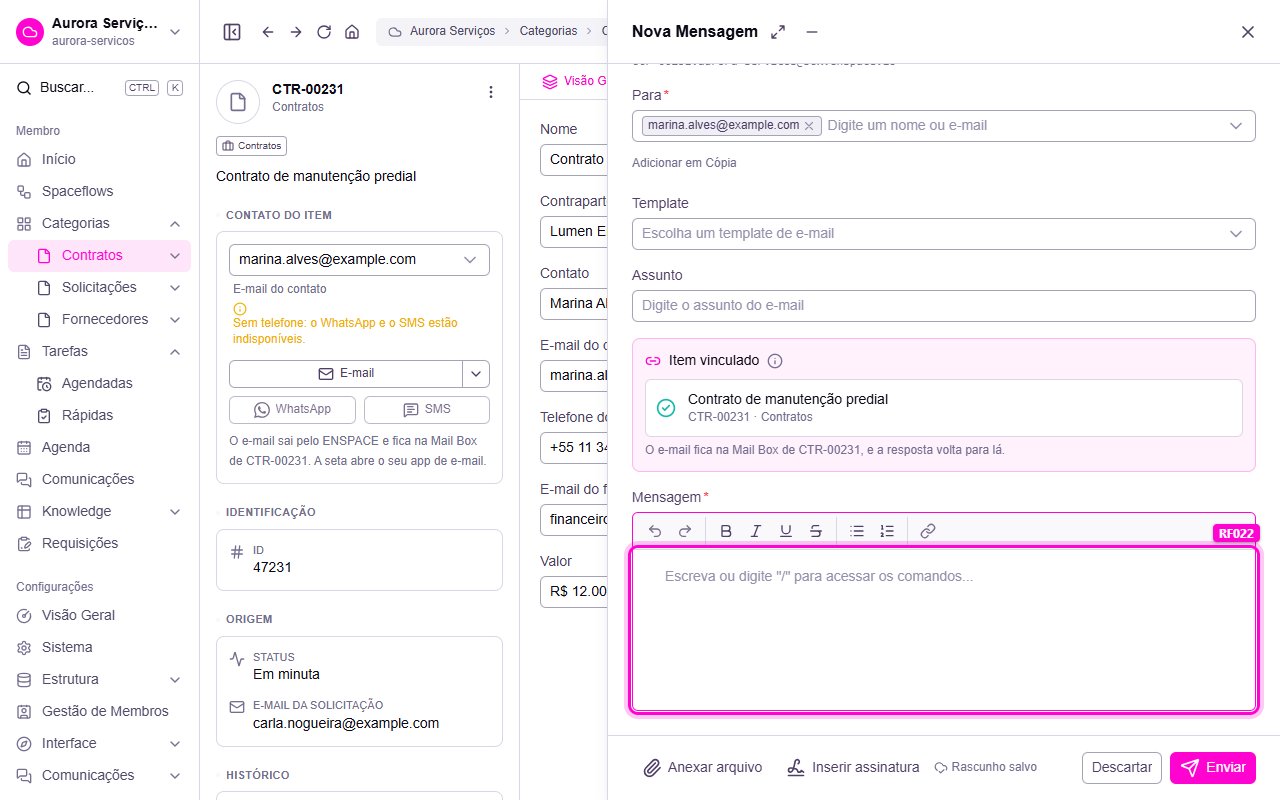 Aurora Serviç...
aurora-servicos
Buscar...
CTRL K
Membro
Início
Spaceflows
Categorias
Contratos
Solicitações
Fornecedores
Tarefas
Agendadas
Rápidas
Agenda
Comunicações
Knowledge
Requisições
Configurações
Visão Geral
Sistema
Estrutura
Gestão de Membros
Interface
Comunicações
Aurora Serviços > Categorias > C
CTR-00231
Contratos
Contratos
Contrato de manutenção predial
CONTATO DO ITEM
marina.alves@example.com
E-mail do contato
Sem telefone: o WhatsApp e o SMS estão
indisponíveis.
E-mail
WhatsApp
SMS
O e-mail sai pelo ENSPACE e fica na Mail Box
de CTR-00231. A seta abre o seu app de e-mail.
IDENTIFICAÇÃO
ID
47231
ORIGEM
STATUS
Em minuta
E-MAIL DA SOLICITAÇÃO
carla.nogueira@example.com
HISTÓRICO
Visão G
Nome
Contrato
Contrapart
Lumen E
Contato
Marina Al
E-mail do c
marina.al
Telefone do
+55 11 34
E-mail do f
financeiro
Valor
R$ 12.00
Nova Mensagem
Para*
marina.alves@example.com
Digite um nome ou e-mail
Adicionar em Cópia
Template
Escolha um template de e-mail
Assunto
Digite o assunto do e-mail
Item vinculado
Contrato de manutenção predial
CTR-00231 · Contratos
O e-mail fica na Mail Box de CTR-00231, e a resposta volta para lá.
Mensagem*
RF022
Escreva ou digite "/" para acessar os comandos...
Anexar arquivo
Inserir assinatura
Rascunho salvo
Descartar
Enviar